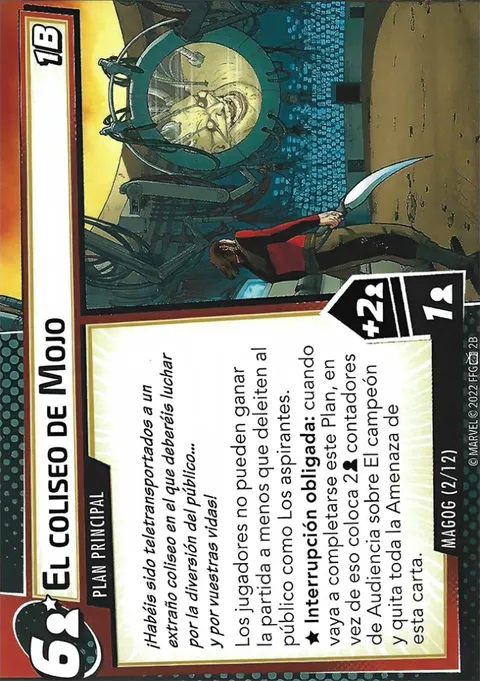 6★
EL COLISEO DE MOJO
1B
PLAN PRINCIPAL
¡Habéis sido teletransportados a un
extraño coliseo en el que deberéis luchar
por la diversión del público...
y por vuestras vidas!
Los jugadores no pueden ganar
la partida a menos que deleiten al
público como Los aspirantes.
★ Interrupción obligada: cuando
vaya a completarse este Plan, en
vez de eso coloca 2 contadores
de Audiencia sobre El campeón
y quita toda la Amenaza de
esta carta.
+2
1
MAGOG (2/12)
© MARVEL © 2022 FFG 2B